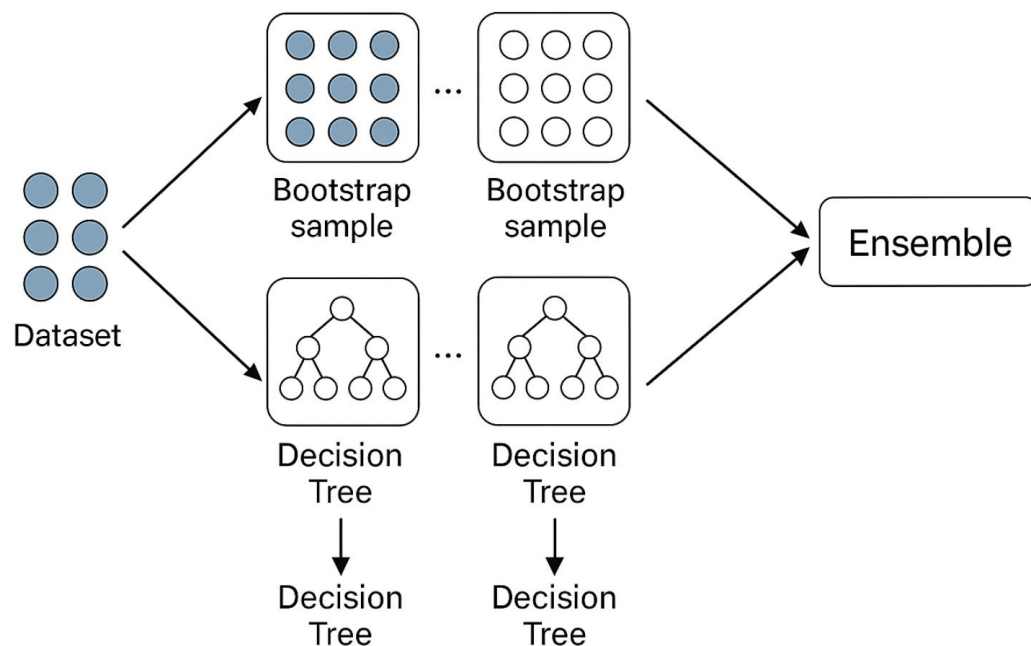 ...
Bootstrap
sample
Bootstrap
sample
Dataset
Ensemble
...
Decision
Tree
Decision
Tree
Decision
Tree
Decision
Tree